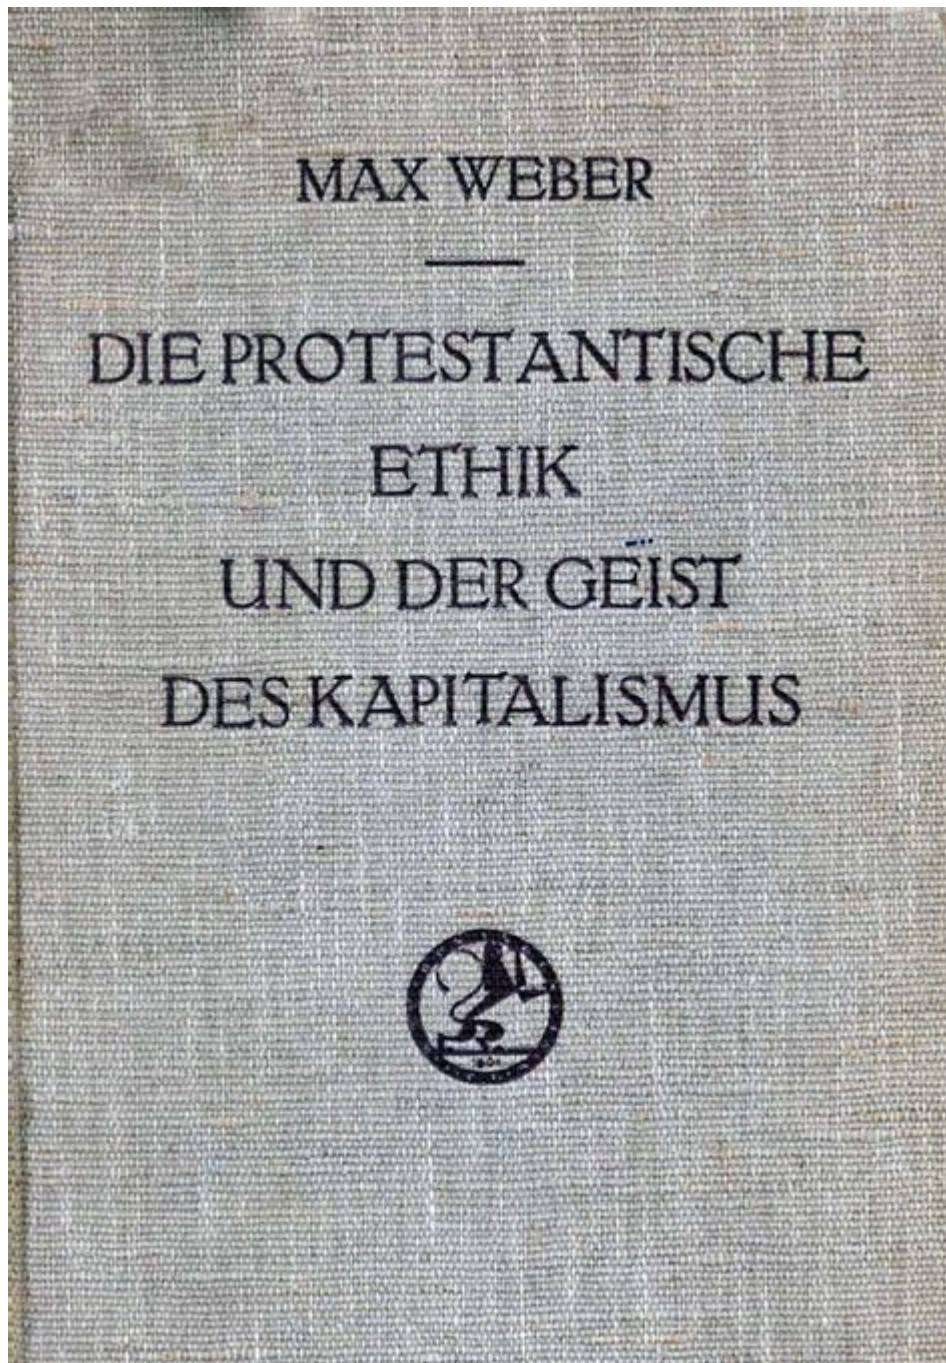 MAX WEBER
DIE PROTESTANTISCHE
ETHIK
UND DER GEIST
DES KAPITALISMUS